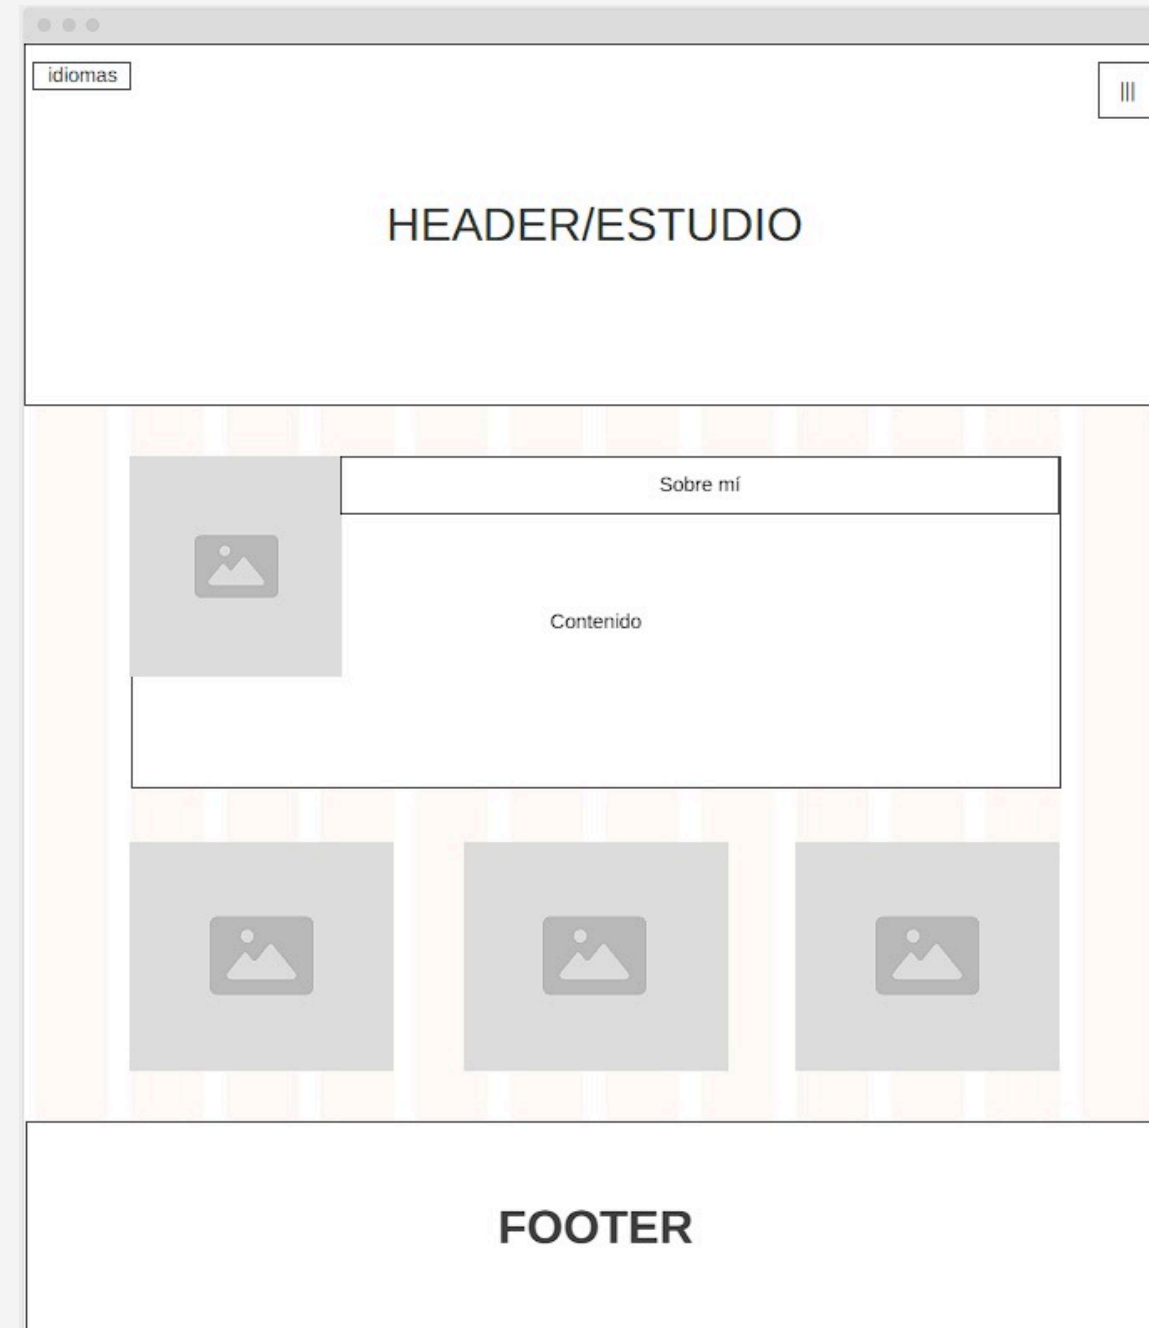 idiomas
|||
HEADER/ESTUDIO
Sobre mí
Contenido
FOOTER